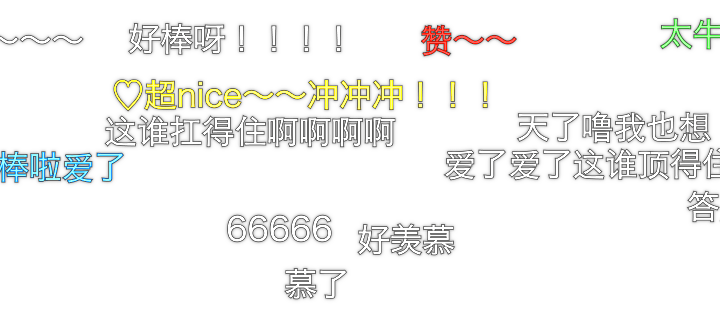 ～～～ 好棒呀！！！！ 赞～～ 太牛
♡超nice～～冲冲冲！！！
这谁扛得住啊啊啊啊 天了噜我也想
棒啦爱了 爱了爱了这谁顶得住
答
66666 好羡慕
慕了